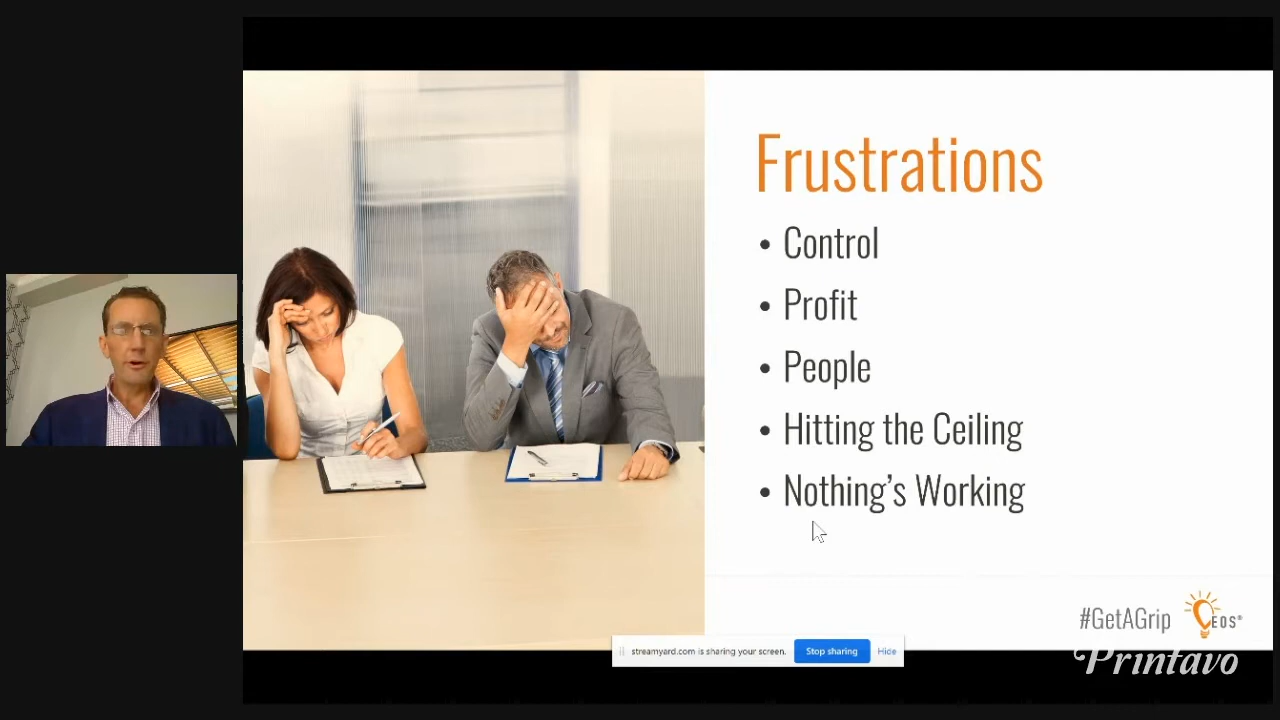 Frustrations
• Control
• Profit
• People
• Hitting the Ceiling
• Nothing's Working
#GetAGrip EOS®
streamyard.com is sharing your screen. Stop sharing Hide
Printavo